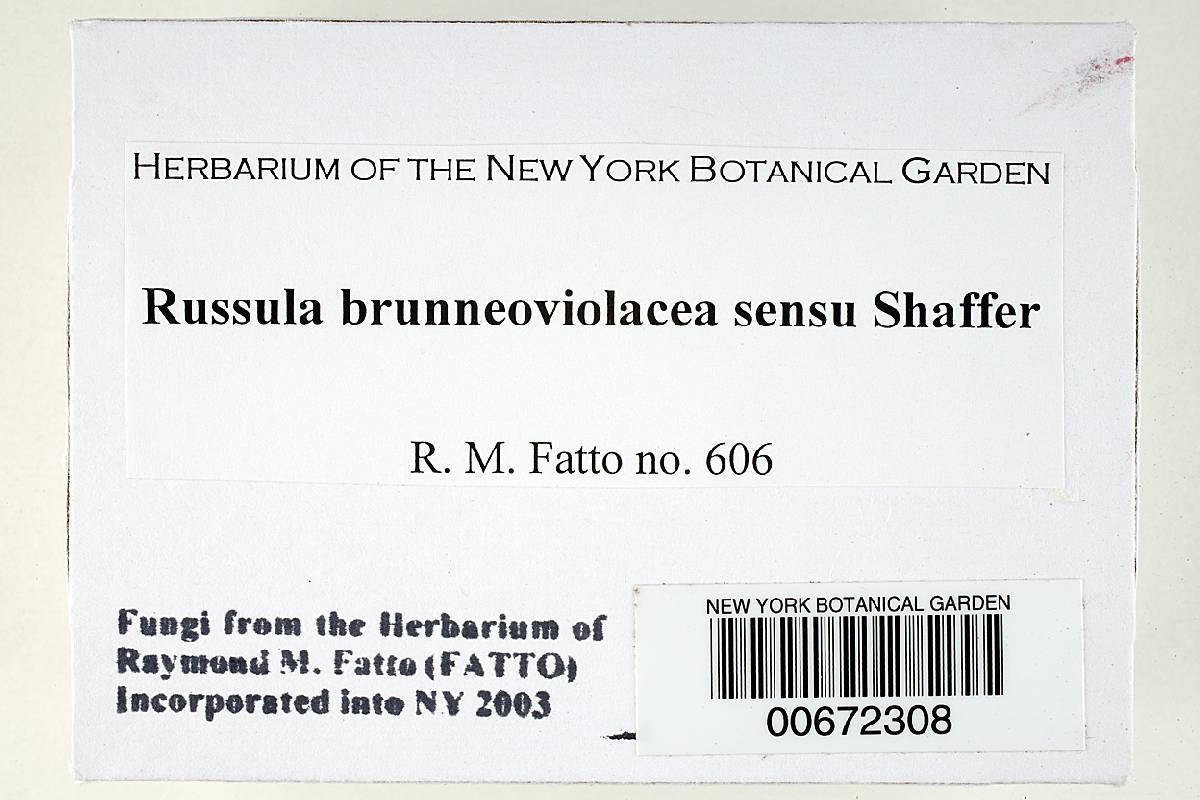 HERBARIUM OF THE NEW YORK BOTANICAL GARDEN
Russula brunneoviolacea sensu Shaffer
R. M. Fatto no. 606
Fungi from the Herbarium of
Raymond M. Fatto (FATTO)
Incorporated into NY 2003
NEW YORK BOTANICAL GARDEN
00672308